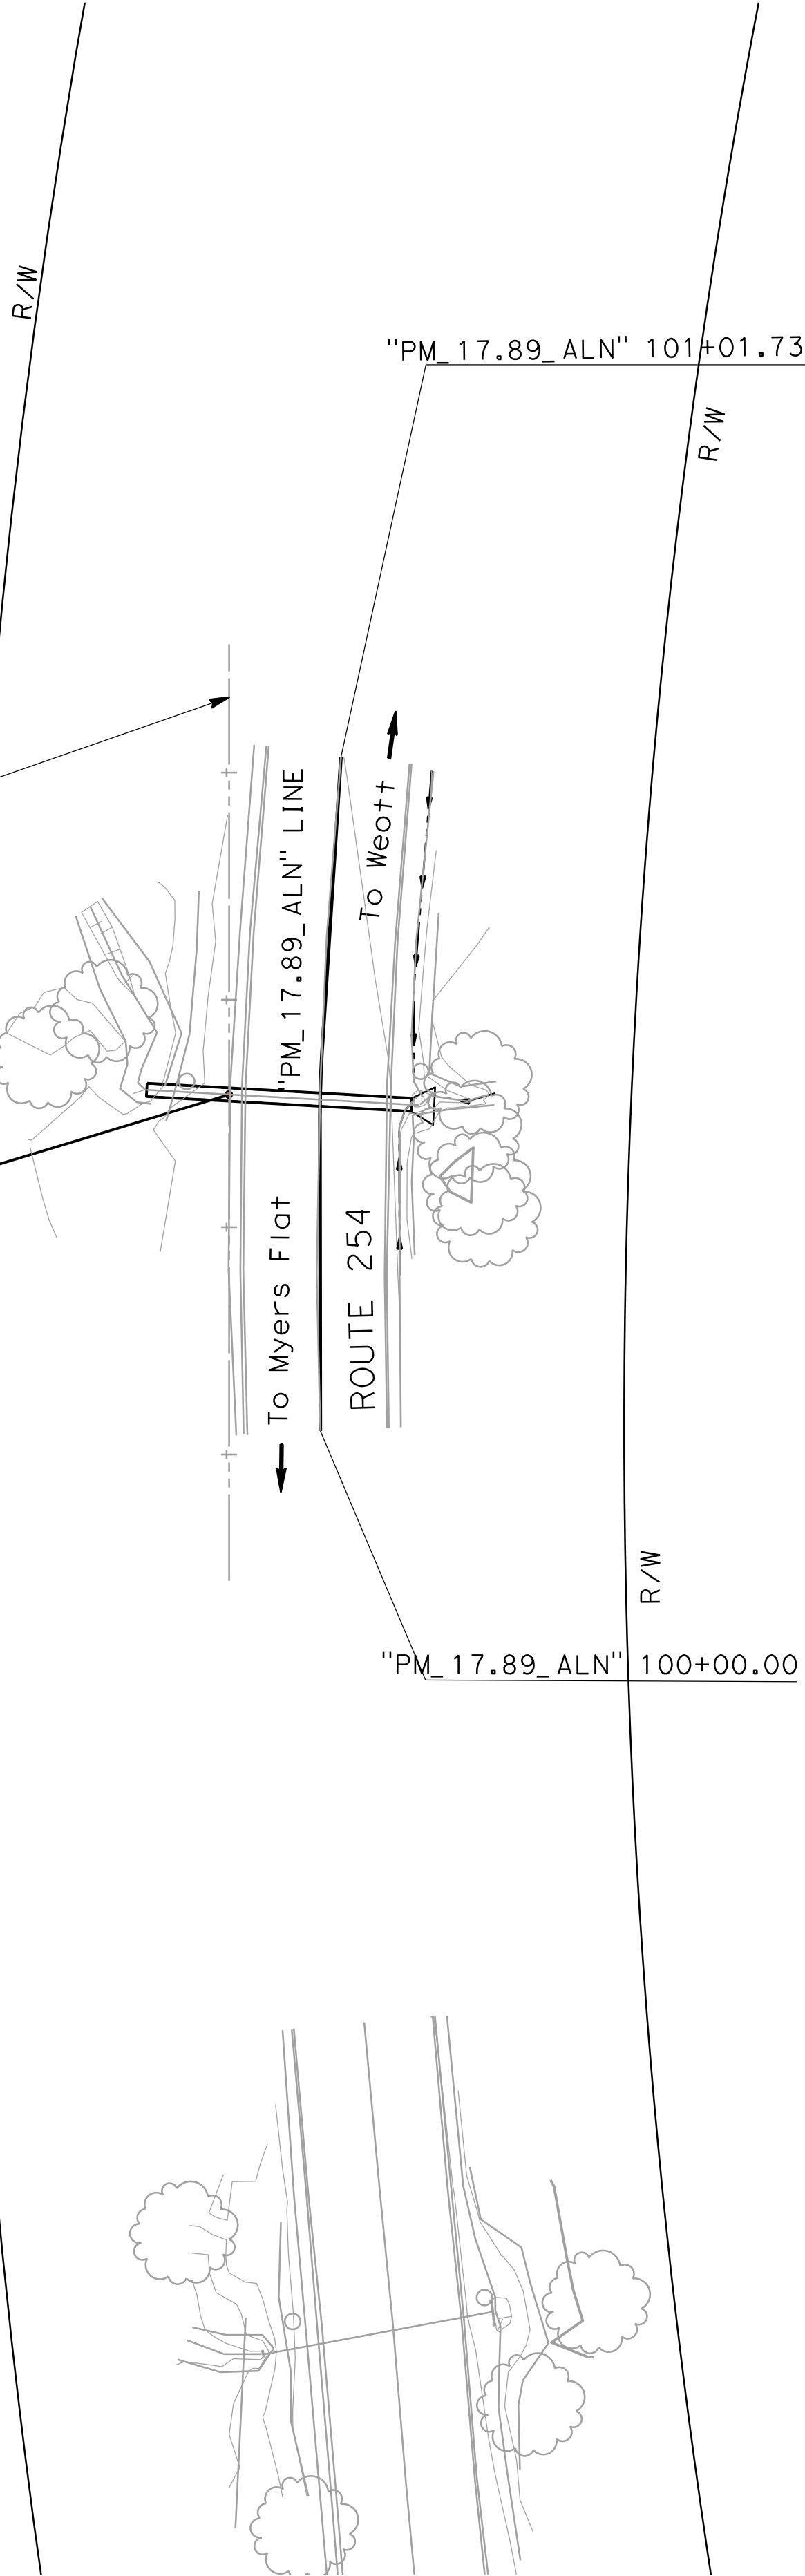 R/W
"PM_17.89_ALN" 101+01.73
R/W
"PM_17.89_ALN" LINE
To Weott
To Myers Flat
ROUTE 254
R/W
"PM_17.89_ALN" 100+00.00